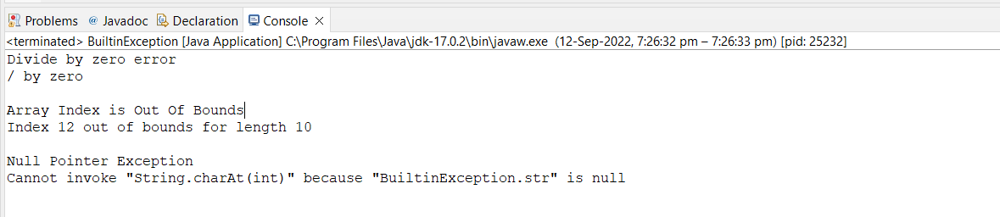 Problems @ Javadoc Declaration Console
<terminated> BuiltinException [Java Application] C:\Program Files\Java\jdk-17.0.2\bin\javaw.exe (12-Sep-2022, 7:26:32 pm – 7:26:33 pm) [pid: 25232]
Divide by zero error
/ by zero
Array Index is Out Of Bounds
Index 12 out of bounds for length 10
Null Pointer Exception
Cannot invoke "String.charAt(int)" because "BuiltinException.str" is null